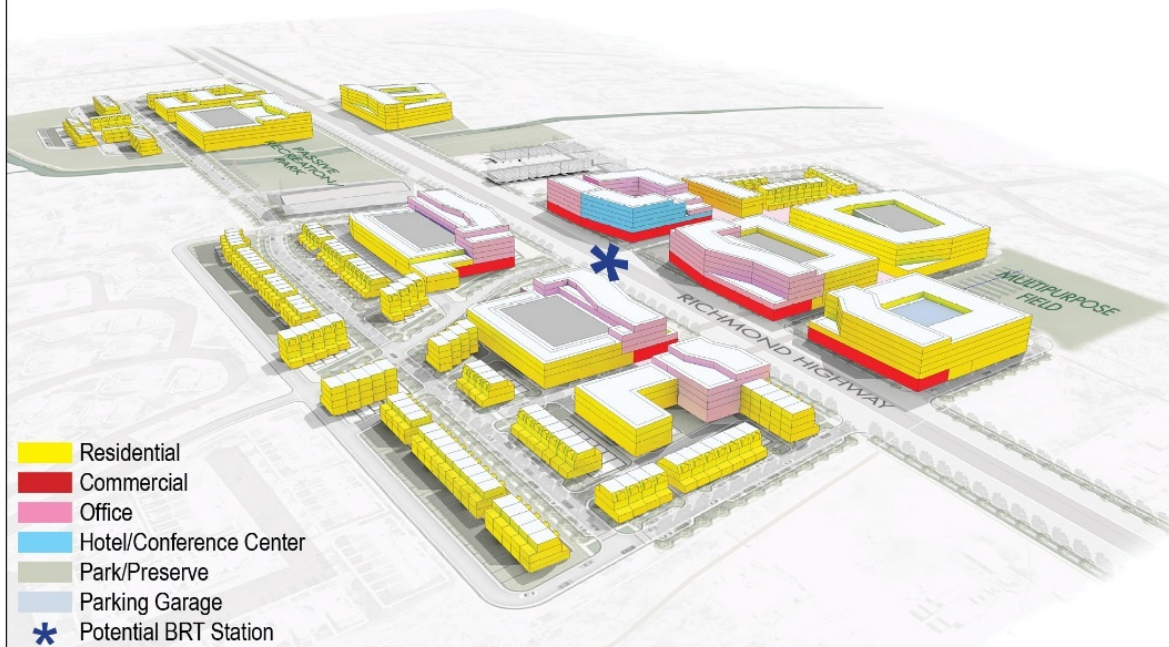 PASSIVE
RECREATION
PARK
MULTIPURPOSE
FIELD
RICHMOND HIGHWAY
Residential
Commercial
Office
Hotel/Conference Center
Park/Preserve
Parking Garage
Potential BRT Station